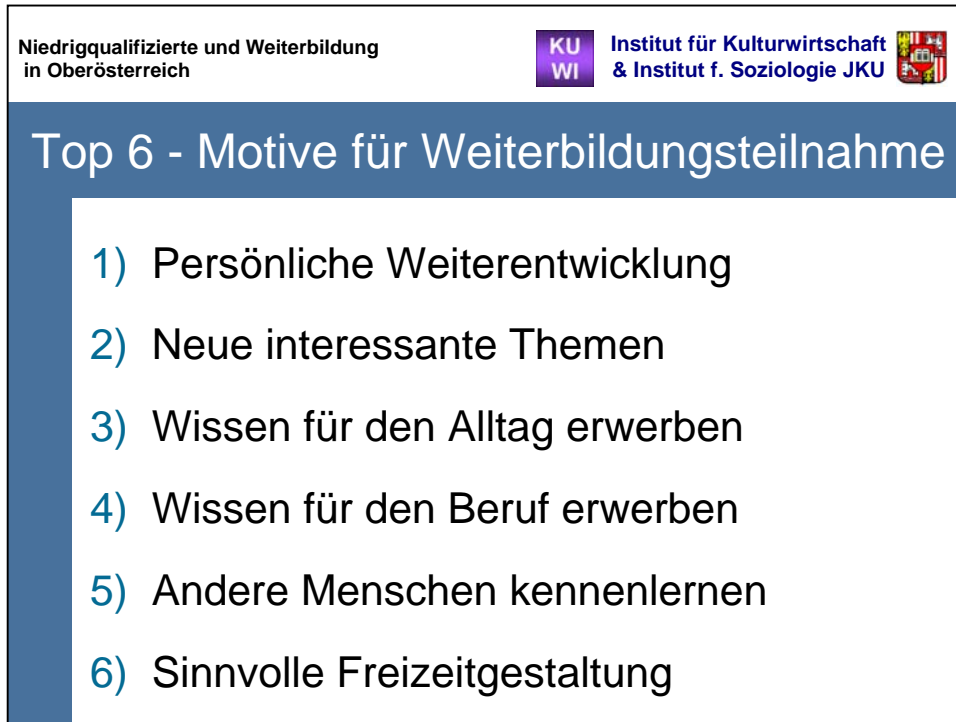 Niedrigqualifizierte und Weiterbildung
in Oberösterreich
KU
WI
Institut für Kulturwirtschaft
& Institut f. Soziologie JKU
Top 6 - Motive für Weiterbildungsteilnahme
1) Persönliche Weiterentwicklung
2) Neue interessante Themen
3) Wissen für den Alltag erwerben
4) Wissen für den Beruf erwerben
5) Andere Menschen kennenlernen
6) Sinnvolle Freizeitgestaltung